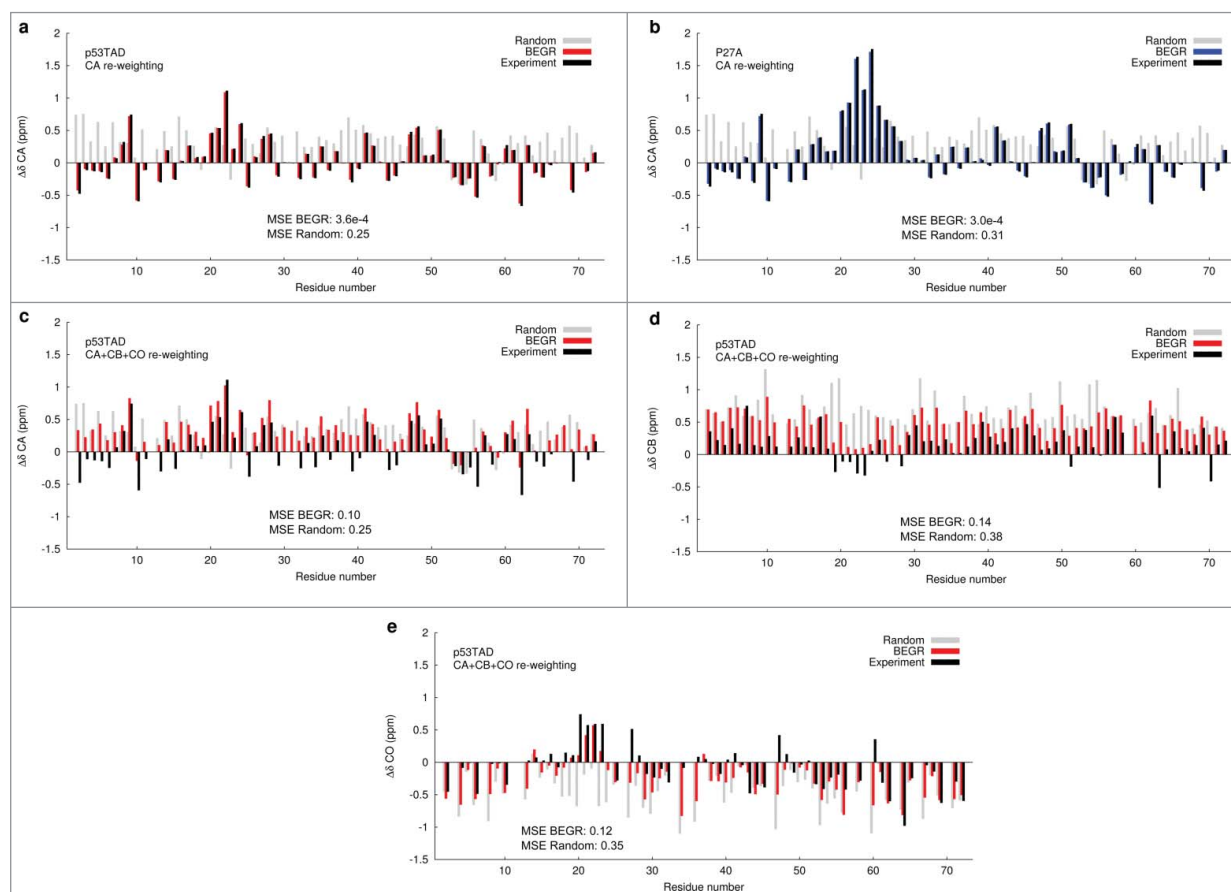 a
p53TAD
CA re-weighting
Random
BEGR
Experiment
2
1.5
1
0.5
0
-0.5
-1
-1.5
Δδ CA (ppm)
MSE BEGR: 3.6e-4
MSE Random: 0.25
10 20 30 40 50 60 70
Residue number
b
P27A
CA re-weighting
Random
BEGR
Experiment
2
1.5
1
0.5
0
-0.5
-1
-1.5
Δδ CA (ppm)
MSE BEGR: 3.0e-4
MSE Random: 0.31
10 20 30 40 50 60 70
Residue number
c
p53TAD
CA+CB+CO re-weighting
Random
BEGR
Experiment
2
1.5
1
0.5
0
-0.5
-1
-1.5
Δδ CA (ppm)
MSE BEGR: 0.10
MSE Random: 0.25
10 20 30 40 50 60 70
Residue number
d
p53TAD
CA+CB+CO re-weighting
Random
BEGR
Experiment
2
1.5
1
0.5
0
-0.5
-1
-1.5
Δδ CB (ppm)
MSE BEGR: 0.14
MSE Random: 0.38
10 20 30 40 50 60 70
Residue number
e
p53TAD
CA+CB+CO re-weighting
Random
BEGR
Experiment
2
1.5
1
0.5
0
-0.5
-1
-1.5
Δδ CO (ppm)
MSE BEGR: 0.12
MSE Random: 0.35
10 20 30 40 50 60 70
Residue number